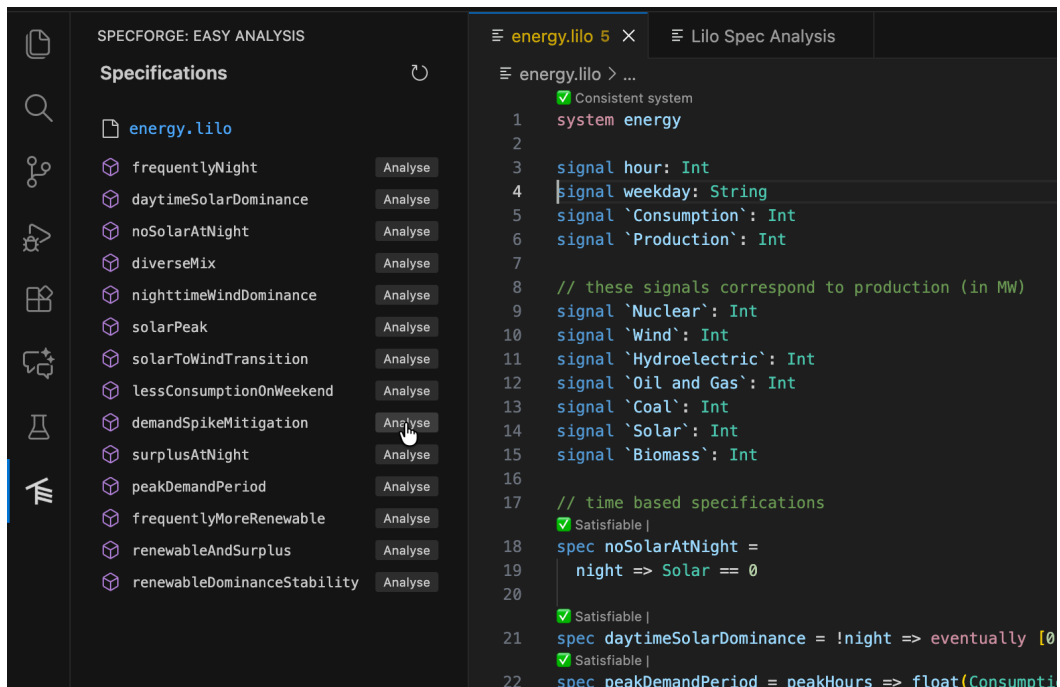 SPECFORGE: EASY ANALYSIS
Specifications
energy.lilo
frequentlyNight Analyse
daytimeSolarDominance Analyse
noSolarAtNight Analyse
diverseMix Analyse
nighttimeWindDominance Analyse
solarPeak Analyse
solarToWindTransition Analyse
lessConsumptionOnWeekend Analyse
demandSpikeMitigation Analyse
surplusAtNight Analyse
peakDemandPeriod Analyse
frequentlyMoreRenewable Analyse
renewableAndSurplus Analyse
renewableDominanceStability Analyse
energy.lilo 5 Lilo Spec Analysis
energy.lilo > ...
✅ Consistent system
1 system energy
2
3 signal hour: Int
4 signal weekday: String
5 signal `Consumption`: Int
6 signal `Production`: Int
7
8 // these signals correspond to production (in MW)
9 signal `Nuclear`: Int
10 signal `Wind`: Int
11 signal `Hydroelectric`: Int
12 signal `Oil and Gas`: Int
13 signal `Coal`: Int
14 signal `Solar`: Int
15 signal `Biomass`: Int
16
17 // time based specifications
✅ Satisfiable |
18 spec noSolarAtNight =
19 night => Solar == 0
20
✅ Satisfiable |
21 spec daytimeSolarDominance = !night => eventually [0
✅ Satisfiable |
22 spec peakDemandPeriod = peakHours => float(Consumpti